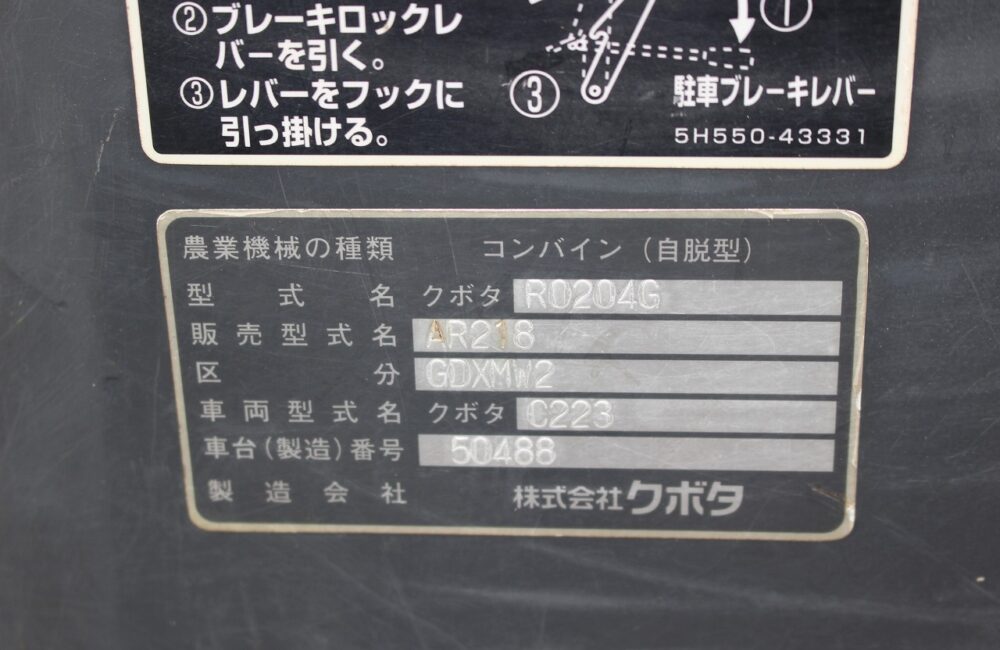 ②ブレーキロックレ
バーを引く。
③レバーをフックに
引っ掛ける。
①
③
駐車ブレーキレバー
5H550-43331
農業機械の種類 コンバイン（自脱型）
型式名 クボタ RO204G
販売型式名 AR218
区分 GDXMW2
車両型式名 クボタ C223
車台(製造)番号 50488
製造会社 株式会社クボタ